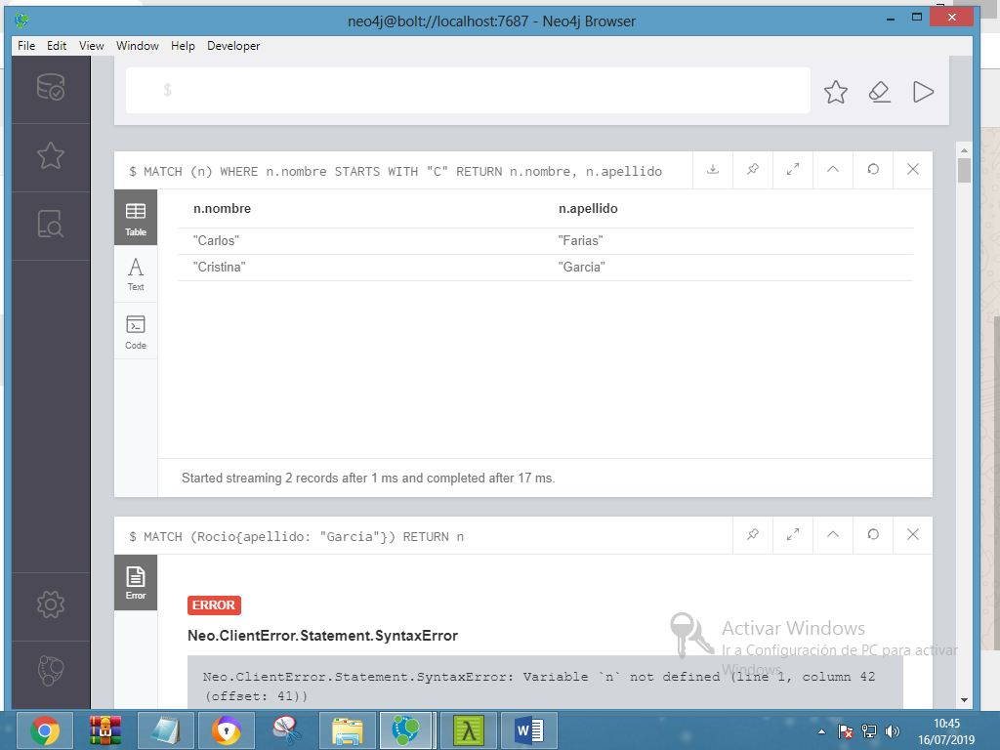 neo4j@bolt://localhost:7687 - Neo4j Browser
File Edit View Window Help Developer
$
$ MATCH (n) WHERE n.nombre STARTS WITH "C" RETURN n.nombre, n.apellido
Table
Text
Code
n.nombre n.apellido
"Carlos" "Farias"
"Cristina" "Garcia"
Started streaming 2 records after 1 ms and completed after 17 ms.
$ MATCH (Rocio{apellido: "Garcia"}) RETURN n
Error
ERROR
Neo.ClientError.Statement.SyntaxError
Neo.ClientError.Statement.SyntaxError: Variable `n` not defined (line 1, column 42
(offset: 41))
Activar Windows
Ir a Configuración de PC para activar
Windows.
10:45
16/07/2019